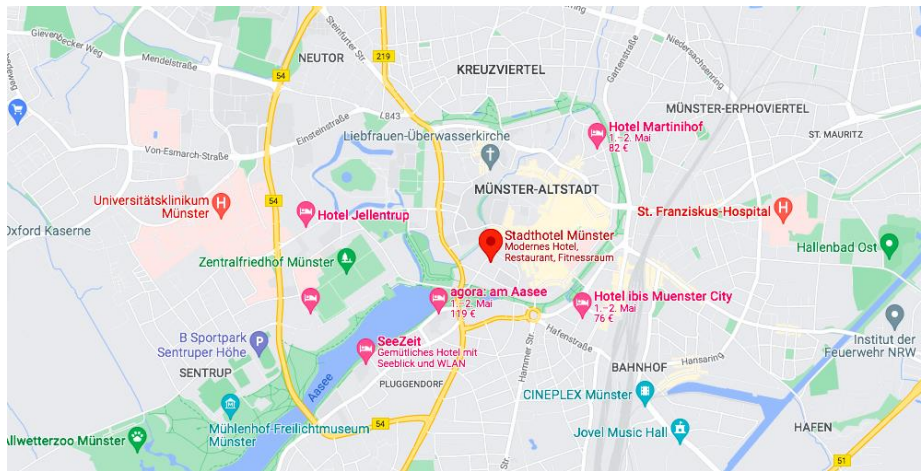 Gievenbecker Weg
Steinfurter Str.
219
NEUTOR
Mendelstraße
54
KREUZVIERTEL
Gartenstraße
Niedersachsenring
MÜNSTER-ERPHOVIERTEL
ST. MAURITZ
L843
Einsteinstraße
Liebfrauen-Überwasserkirche
Hotel Martinihof
1.–2. Mai
82 €
Von-Esmarch-Straße
MÜNSTER-ALTSTADT
Universitätsklinikum
Münster
54
Hotel Jellentrup
St. Franziskus-Hospital
Oxford Kaserne
Stadthotel Münster
Modernes Hotel,
Restaurant, Fitnessraum
Hallenbad Ost
Zentralfriedhof Münster
agora: am Aasee
1.–2. Mai
119 €
Hotel ibis Muenster City
1.–2. Mai
76 €
B Sportpark
Sentruper Höhe
SeeZeit
Gemütliches Hotel mit
Seeblick und WLAN
Hammer Str.
Hafenstraße
Institut der
Feuerwehr NRW
Hansaring
BAHNHOF
SENTRUP
Aasee
PLUGGENDORF
CINEPLEX Münster
Mühlenhof-Freilichtmuseum
Münster
54
Jovel Music Hall
HAFEN
Allwetterzoo Münster
51